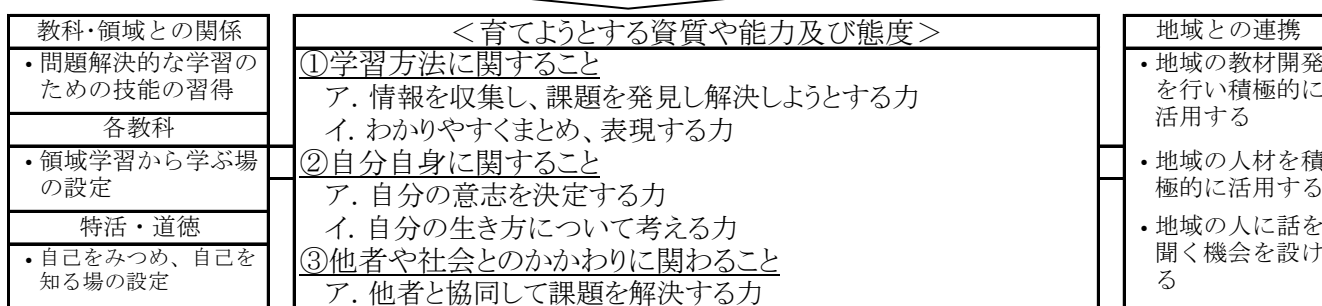 教科･領域との関係
・問題解決的な学習の
ための技能の習得
各教科
・領域学習から学ぶ場
の設定
特活・道徳
・自己をみつめ、自己を
知る場の設定
＜育てようとする資質や能力及び態度＞
①学習方法に関すること
ア．情報を収集し、課題を発見し解決しようとする力
イ．わかりやすくまとめ、表現する力
②自分自身に関すること
ア．自分の意志を決定する力
イ．自分の生き方について考える力
③他者や社会とのかかわりに関わること
ア．他者と協同して課題を解決する力
地域との連携
・地域の教材開発
を行い積極的に
活用する
・地域の人材を積
極的に活用する
・地域の人に話を
聞く機会を設け
る